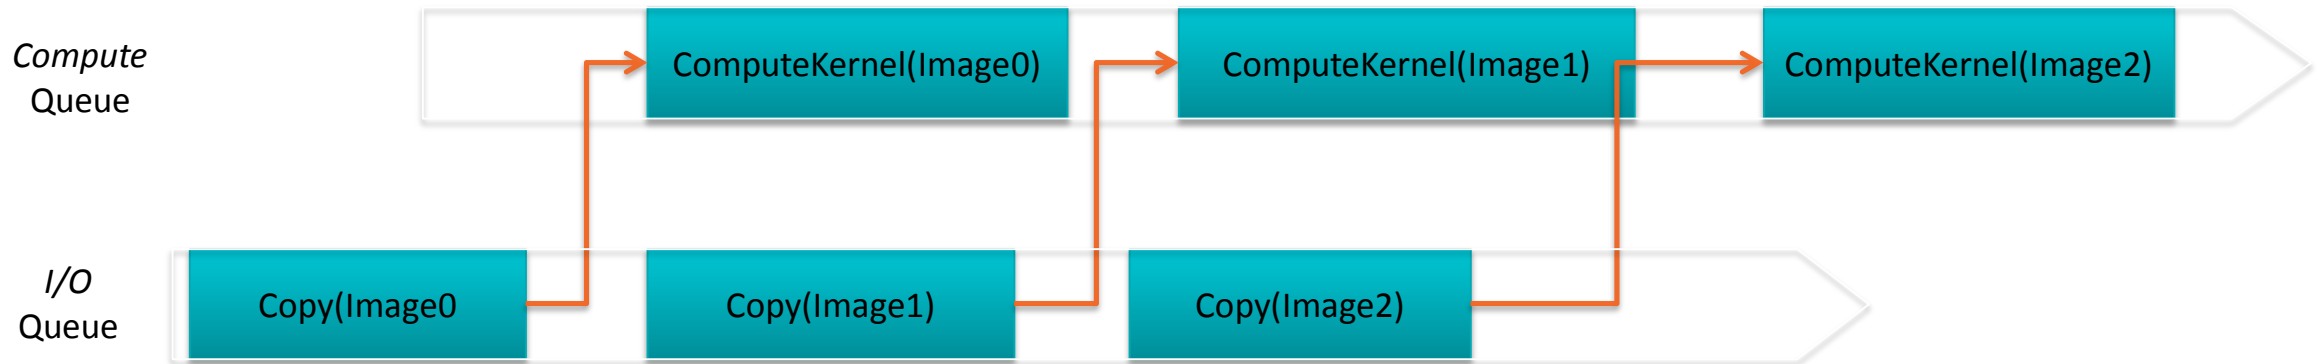 Compute
Queue
ComputeKernel(Image0)
ComputeKernel(Image1)
ComputeKernel(Image2)
I/O
Queue
Copy(Image0
Copy(Image1)
Copy(Image2)